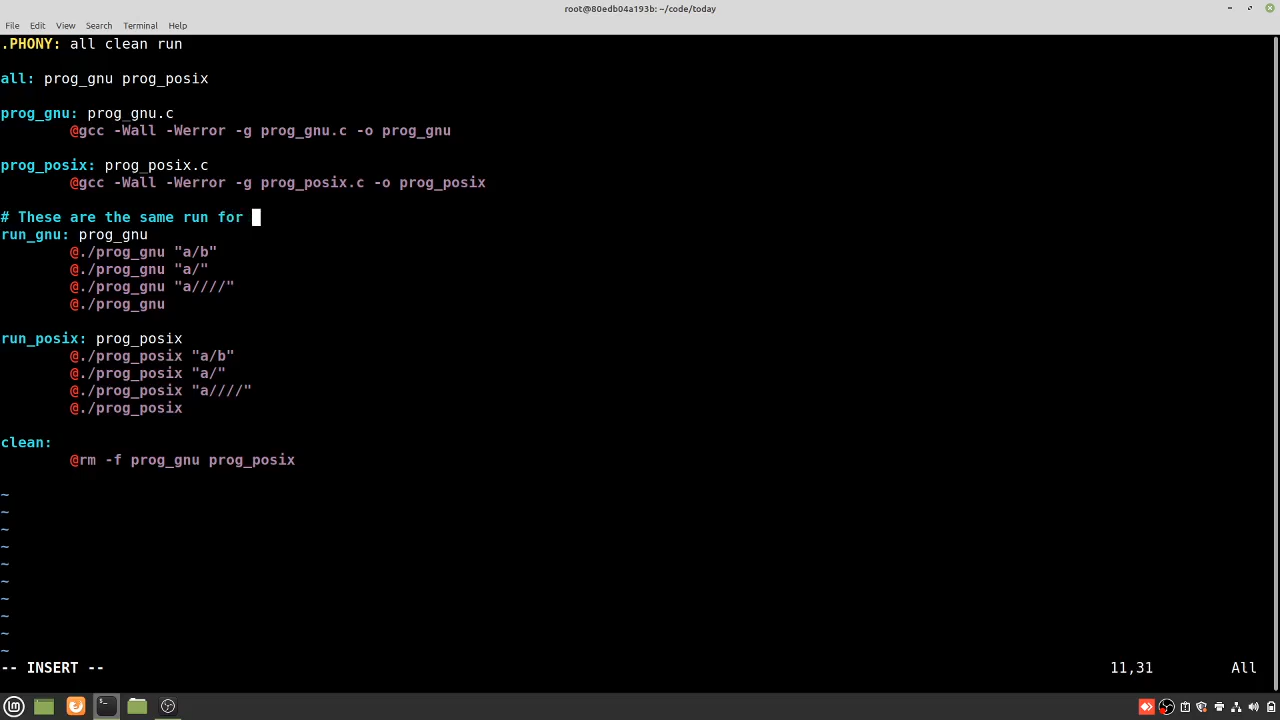 root@80edb04a193b: ~/code/today
File Edit View Search Terminal Help
.PHONY: all clean run
all: prog_gnu prog_posix
prog_gnu: prog_gnu.c
@gcc -Wall -Werror -g prog_gnu.c -o prog_gnu
prog_posix: prog_posix.c
@gcc -Wall -Werror -g prog_posix.c -o prog_posix
# These are the same run for
run_gnu: prog_gnu
@./prog_gnu "a/b"
@./prog_gnu "a/"
@./prog_gnu "a////"
@./prog_gnu
run_posix: prog_posix
@./prog_posix "a/b"
@./prog_posix "a/"
@./prog_posix "a////"
@./prog_posix
clean:
@rm -f prog_gnu prog_posix
~
~
~
~
~
~
~
~
~
~
-- INSERT -- 11,31 All